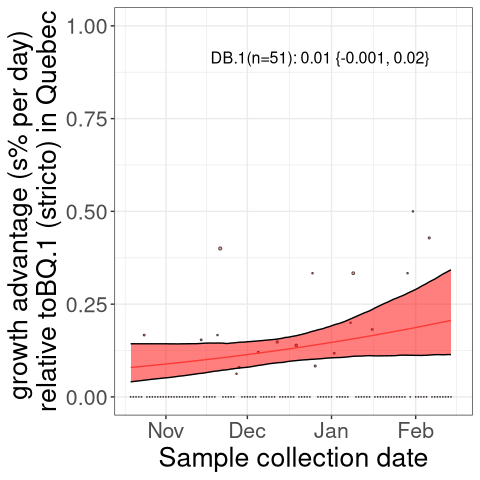 growth advantage (s% per day)
relative toBQ.1 (stricto) in Quebec
1.00
0.75
0.50
0.25
0.00
DB.1(n=51): 0.01 {-0.001, 0.02}
Nov Dec Jan Feb
Sample collection date